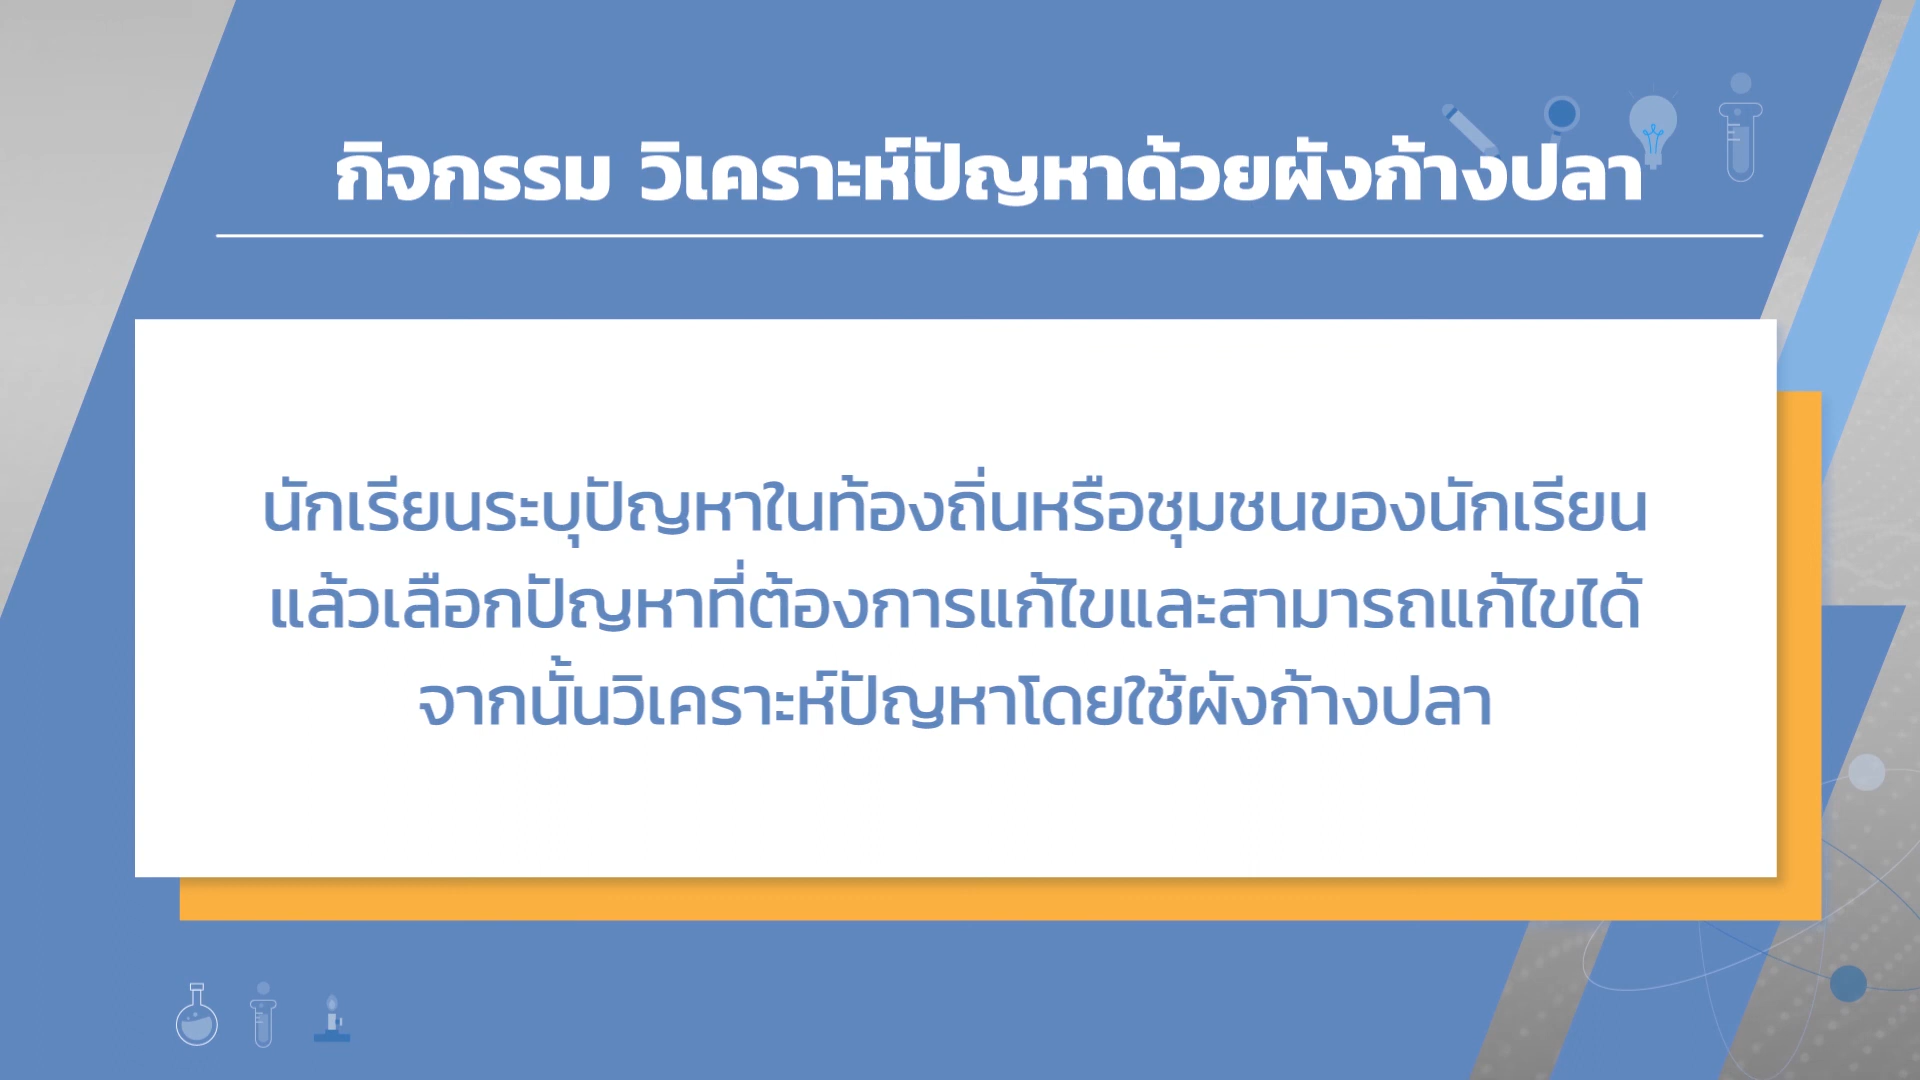 กิจกรรม วิเคราะห์ปัญหาด้วยผังก้างปลา
นักเรียนระบุปัญหาในท้องถิ่นหรือชุมชนของนักเรียน
แล้วเลือกปัญหาที่ต้องการแก้ไขและสามารถแก้ไขได้
จากนั้นวิเคราะห์ปัญหาโดยใช้ผังก้างปลา